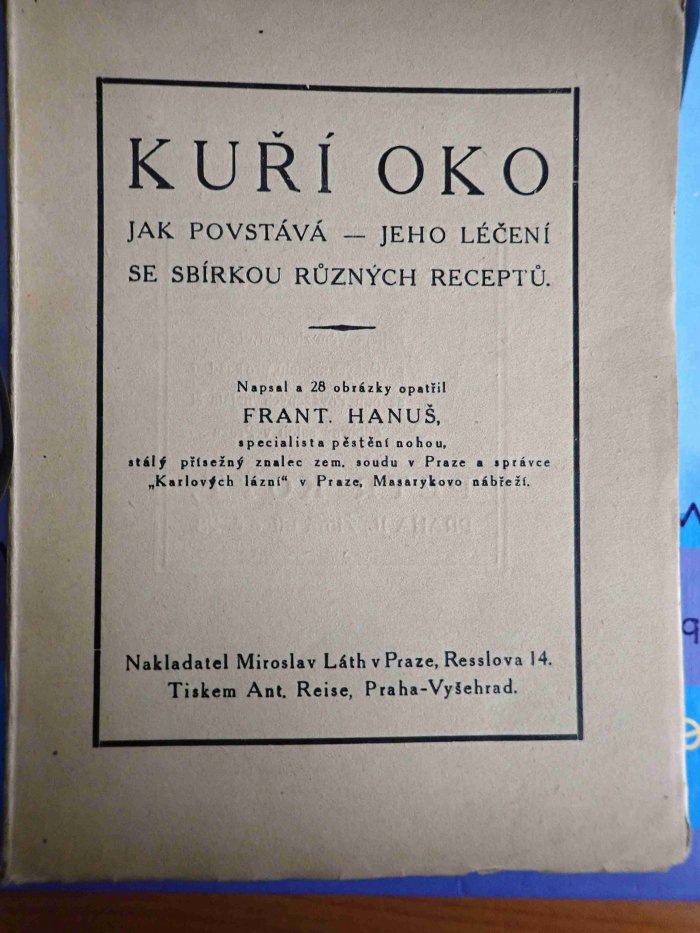 KUŘÍ OKO
JAK POVSTÁVÁ — JEHO LÉČENÍ
SE SBÍRKOU RŮZNÝCH RECEPTŮ.
Napsal a 28 obrázky opatřil
FRANT. HANUŠ,
specialista pěstění nohou,
stálý přísežný znalec zem. soudu v Praze a správce
„Karlových lázní“ v Praze, Masarykovo nábřeží.
Nakladatel Miroslav Láth v Praze, Resslova 14.
Tiskem Ant. Reise, Praha-Vyšehrad.